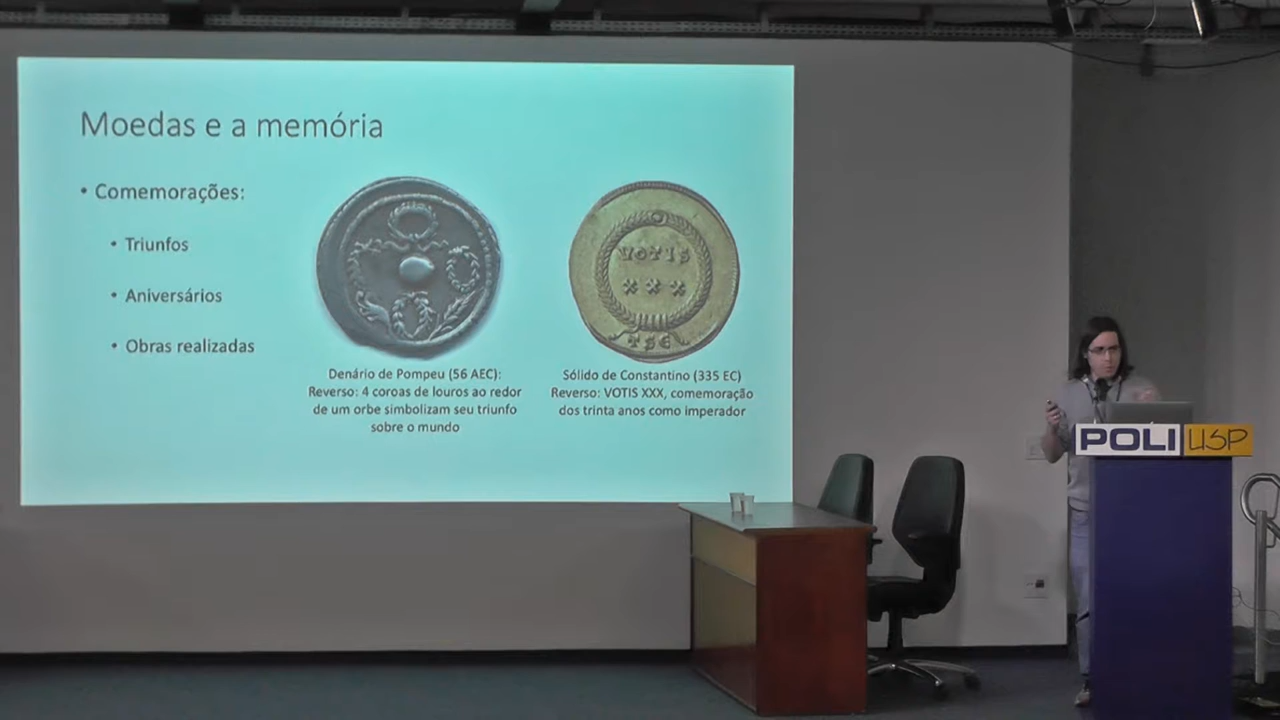 Moedas e a memória
• Comemorações:
• Triunfos
• Aniversários
• Obras realizadas
VOTIS
XXX
TSE
Denário de Pompeu (56 AEC):
Reverso: 4 coroas de louros ao redor
de um orbe simbolizam seu triunfo
sobre o mundo
Sólido de Constantino (335 EC)
Reverso: VOTIS XXX, comemoração
dos trinta anos como imperador
POLI USP